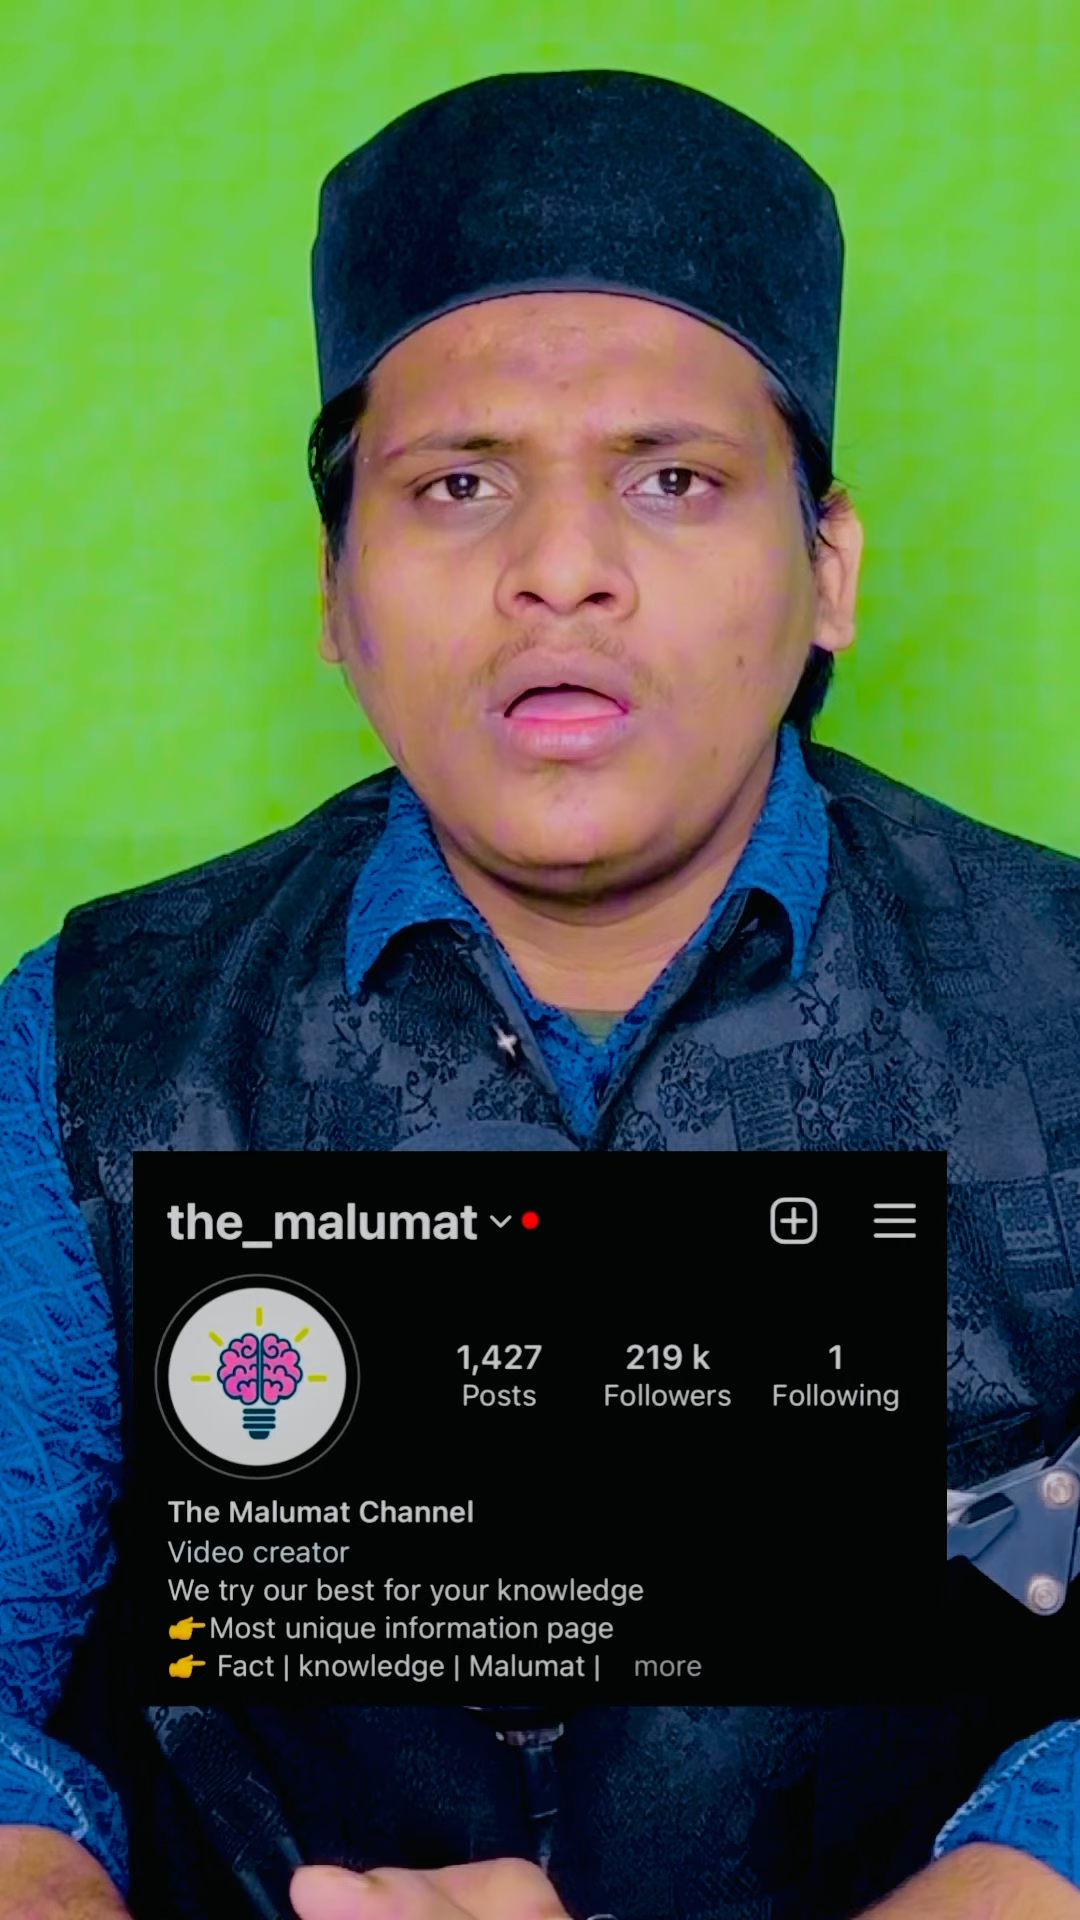 the_malumat
1,427 219 k 1
Posts Followers Following
The Malumat Channel
Video creator
We try our best for your knowledge
👉Most unique information page
👉 Fact | knowledge | Malumat | more